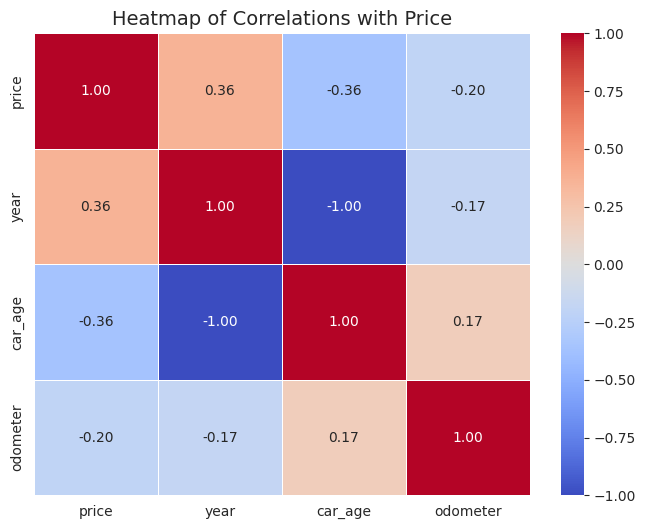 Heatmap of Correlations with Price
price
1.00
0.36
-0.36
-0.20
year
0.36
1.00
-1.00
-0.17
car_age
-0.36
-1.00
1.00
0.17
odometer
-0.20
-0.17
0.17
1.00
price
year
car_age
odometer
1.00
0.75
0.50
0.25
0.00
−0.25
−0.50
−0.75
−1.00